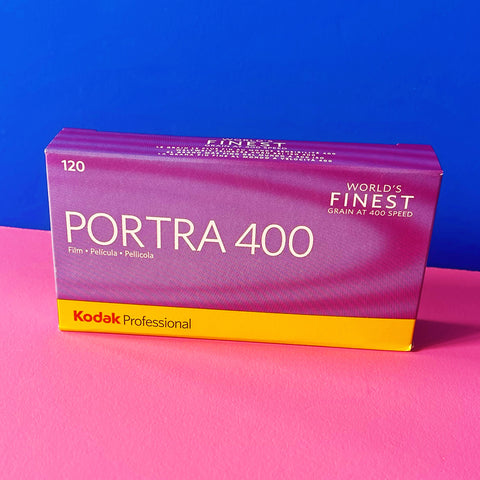 FINEST
120
WORLD'S
FINEST
GRAIN AT 400 SPEED
PORTRA 400
Film • Película • Pellicola
Kodak Professional